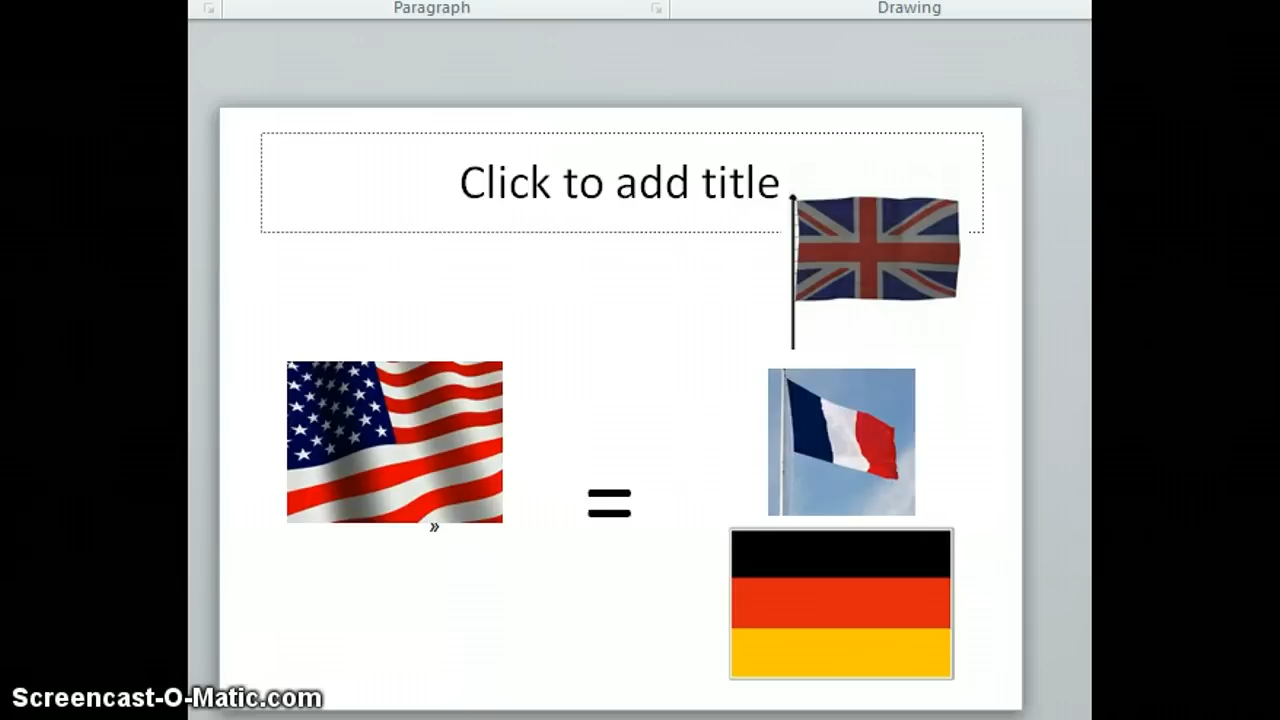 Paragraph
Drawing
Click to add title
=
»
Screencast-O-Matic.com